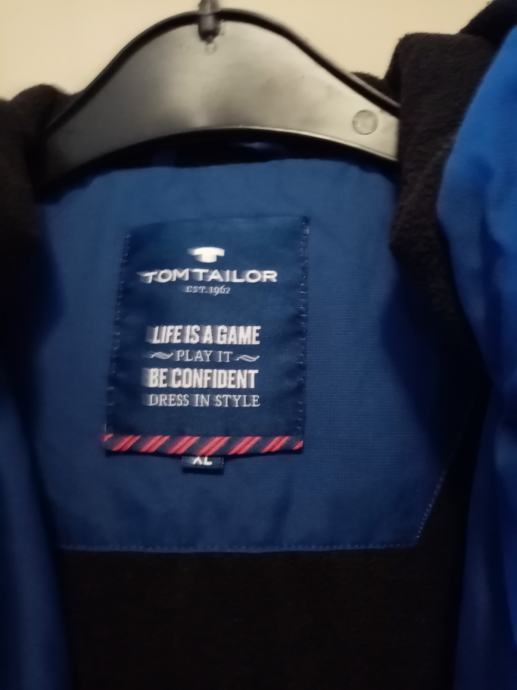 TOM TAILOR
EST. 1962
LIFE IS A GAME
~ PLAY IT ~
BE CONFIDENT
DRESS IN STYLE
XL